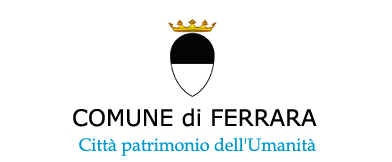 COMUNE di FERRARA
Città patrimonio dell'Umanità